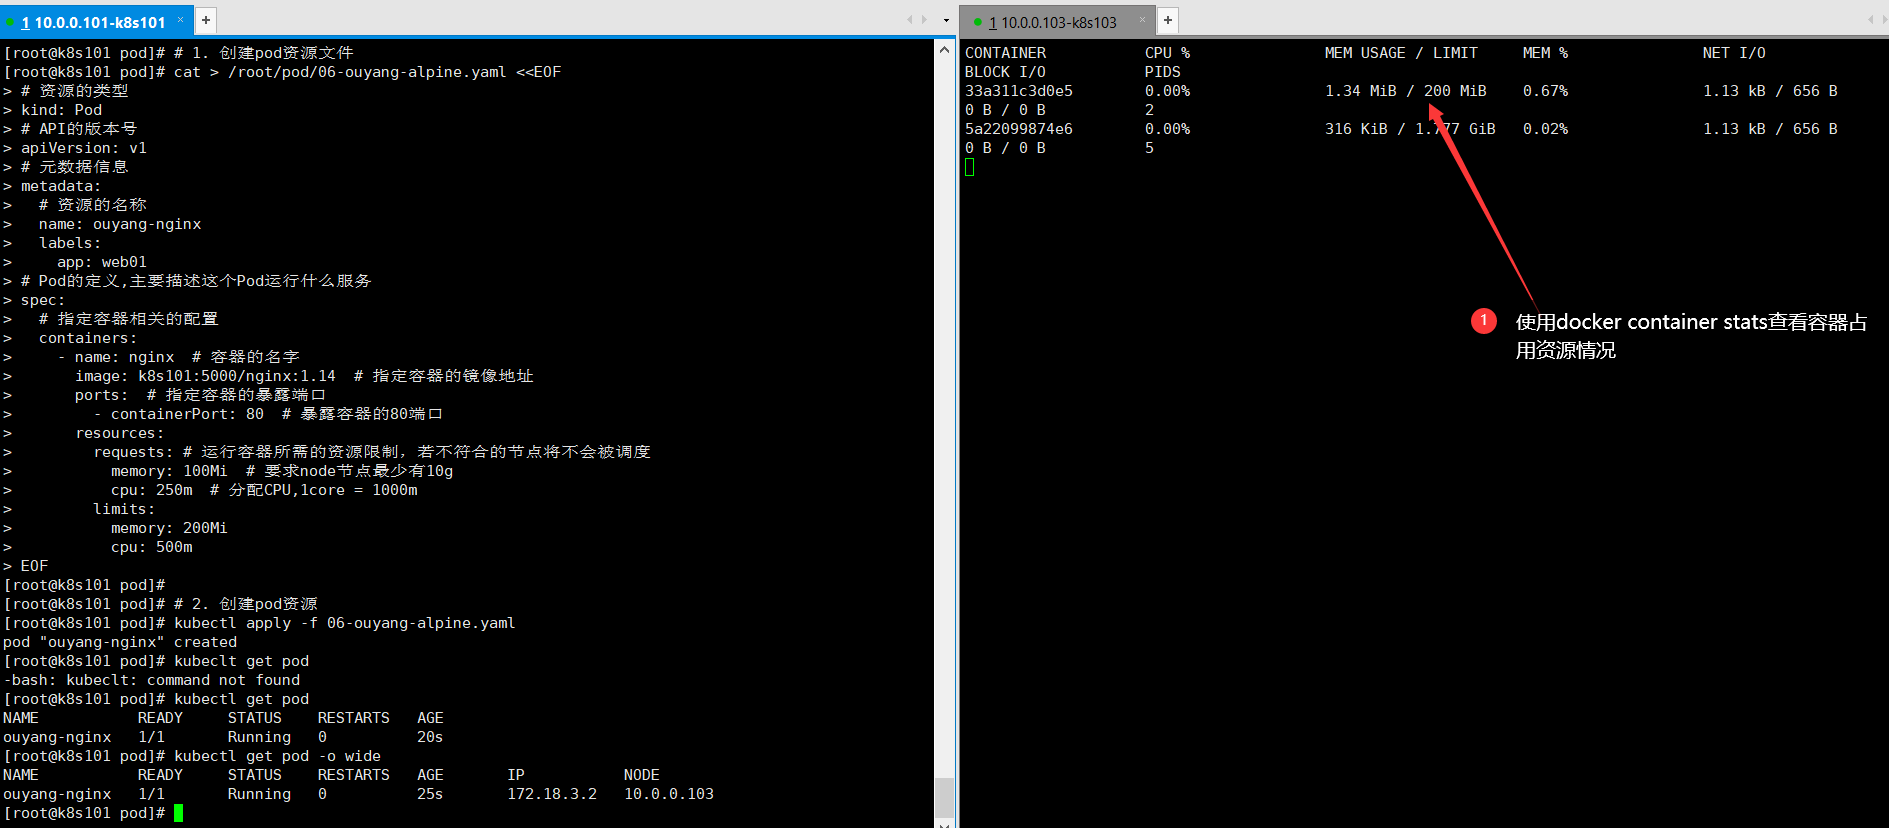 1 10.0.0.101-k8s101 × +
[root@k8s101 pod]# # 1. 创建pod资源文件
[root@k8s101 pod]# cat > /root/pod/06-ouyang-alpine.yaml <<EOF
> # 资源的类型
> kind: Pod
> # API的版本号
> apiVersion: v1
> # 元数据信息
> metadata:
>   # 资源的名称
>   name: ouyang-nginx
>   labels:
>     app: web01
> # Pod的定义,主要描述这个Pod运行什么服务
> spec:
>   # 指定容器相关的配置
>   containers:
>     - name: nginx  # 容器的名字
>       image: k8s101:5000/nginx:1.14  # 指定容器的镜像地址
>       ports:  # 指定容器的暴露端口
>         - containerPort: 80  # 暴露容器的80端口
>       resources:
>         requests: # 运行容器所需的资源限制，若不符合的节点将不会被调度
>           memory: 100Mi  # 要求node节点最少有10g
>           cpu: 250m  # 分配CPU,1core = 1000m
>         limits:
>           memory: 200Mi
>           cpu: 500m
> EOF
[root@k8s101 pod]#
[root@k8s101 pod]# # 2. 创建pod资源
[root@k8s101 pod]# kubectl apply -f 06-ouyang-alpine.yaml
pod "ouyang-nginx" created
[root@k8s101 pod]# kubeclt get pod
-bash: kubeclt: command not found
[root@k8s101 pod]# kubectl get pod
NAME           READY     STATUS    RESTARTS   AGE
ouyang-nginx   1/1       Running   0          20s
[root@k8s101 pod]# kubectl get pod -o wide
NAME           READY     STATUS    RESTARTS   AGE       IP           NODE
ouyang-nginx   1/1       Running   0          25s       172.18.3.2   10.0.0.103
[root@k8s101 pod]#
1 10.0.0.103-k8s103 × +
CONTAINER           CPU %               MEM USAGE / LIMIT     MEM %               NET I/O
BLOCK I/O           PIDS
33a311c3d0e5        0.00%               1.34 MiB / 200 MiB    0.67%               1.13 kB / 656 B
0 B / 0 B           2
5a22099874e6        0.00%               316 KiB / 1.777 GiB   0.02%               1.13 kB / 656 B
0 B / 0 B           5
1 使用docker container stats查看容器占
用资源情况